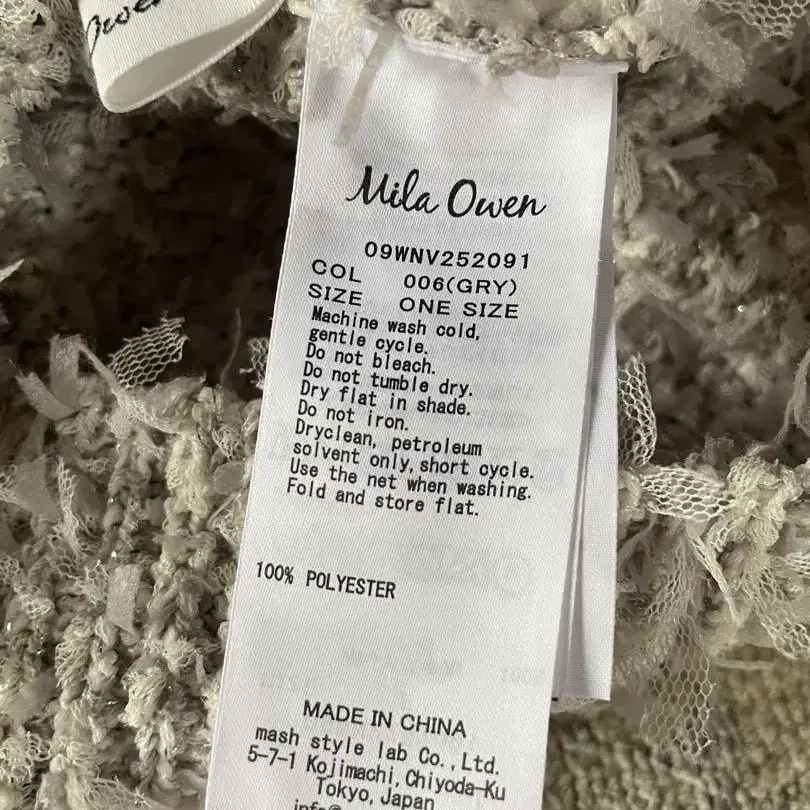 Owen
Mila Owen
09WNV252091
COL 006(GRY)
SIZE ONE SIZE
Machine wash cold,
gentle cycle.
Do not bleach.
Do not tumble dry.
Dry flat in shade.
Do not iron.
Dryclean, petroleum
solvent only, short cycle.
Use the net when washing.
Fold and store flat.
100% POLYESTER
MADE IN CHINA
mash style lab Co., Ltd.
5-7-1 Kojimachi, Chiyoda-Ku
Tokyo, Japan